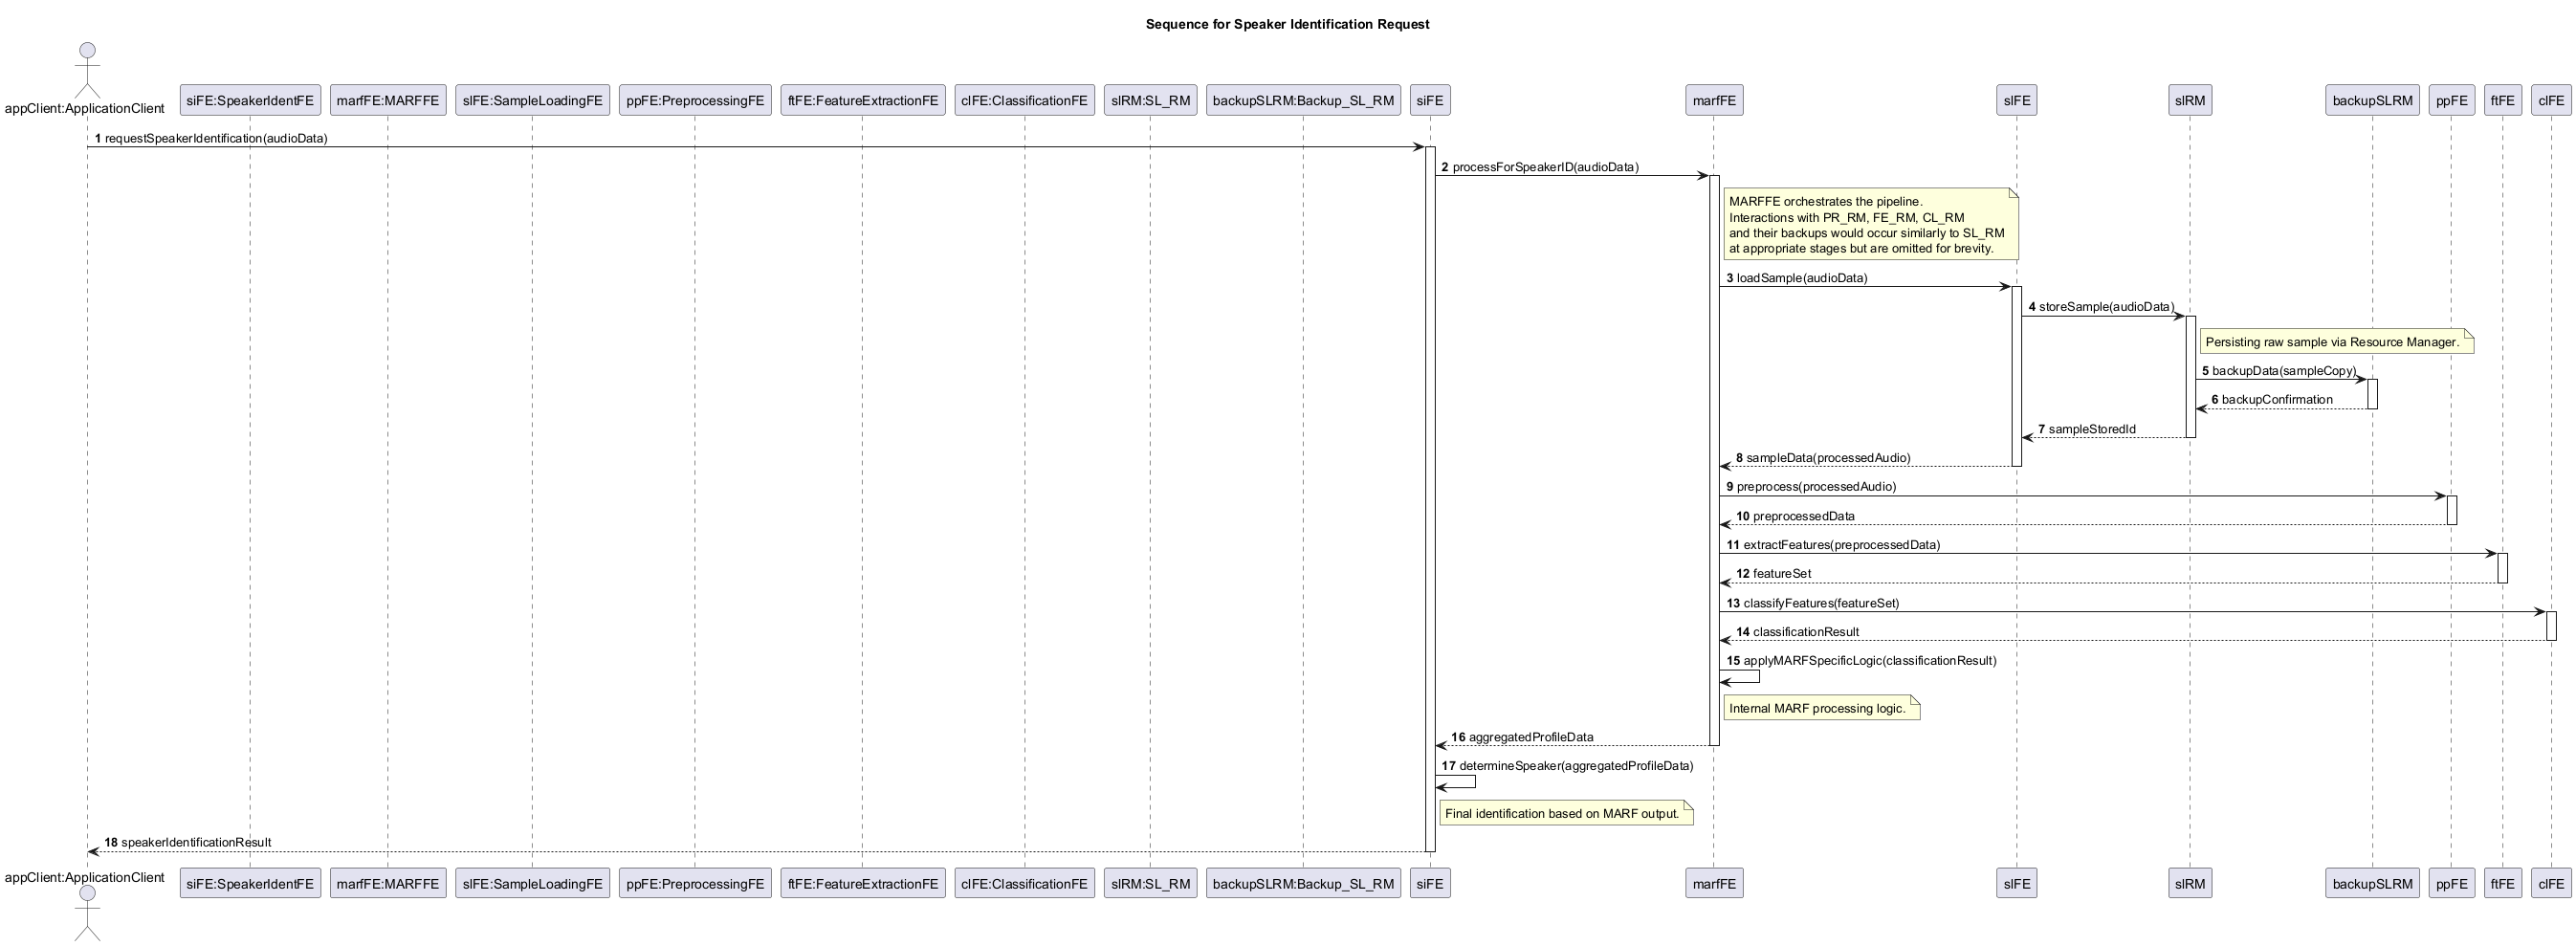 Sequence for Speaker Identification Request
appClient:ApplicationClient
siFE:SpeakerIdentFE
marfFE:MARFFE
slFE:SampleLoadingFE
ppFE:PreprocessingFE
ftFE:FeatureExtractionFE
clFE:ClassificationFE
slRM:SL_RM
backupSLRM:Backup_SL_RM
siFE
marfFE
slFE
slRM
backupSLRM
ppFE
ftFE
clFE
1 requestSpeakerIdentification(audioData)
2 processForSpeakerID(audioData)
MARFFE orchestrates the pipeline.
Interactions with PR_RM, FE_RM, CL_RM
and their backups would occur similarly to SL_RM
at appropriate stages but are omitted for brevity.
3 loadSample(audioData)
4 storeSample(audioData)
Persisting raw sample via Resource Manager.
5 backupData(sampleCopy)
6 backupConfirmation
7 sampleStoredId
8 sampleData(processedAudio)
9 preprocess(processedAudio)
10 preprocessedData
11 extractFeatures(preprocessedData)
12 featureSet
13 classifyFeatures(featureSet)
14 classificationResult
15 applyMARFSpecificLogic(classificationResult)
Internal MARF processing logic.
16 aggregatedProfileData
17 determineSpeaker(aggregatedProfileData)
Final identification based on MARF output.
18 speakerIdentificationResult
appClient:ApplicationClient
siFE:SpeakerIdentFE
marfFE:MARFFE
slFE:SampleLoadingFE
ppFE:PreprocessingFE
ftFE:FeatureExtractionFE
clFE:ClassificationFE
slRM:SL_RM
backupSLRM:Backup_SL_RM
siFE
marfFE
slFE
slRM
backupSLRM
ppFE
ftFE
clFE